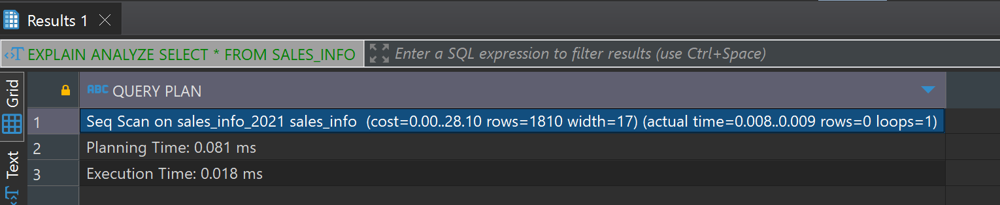 Results 1
EXPLAIN ANALYZE SELECT * FROM SALES_INFO
Enter a SQL expression to filter results (use Ctrl+Space)
Grid
ABC QUERY PLAN
1 Seq Scan on sales_info_2021 sales_info (cost=0.00..28.10 rows=1810 width=17) (actual time=0.008..0.009 rows=0 loops=1)
2 Planning Time: 0.081 ms
Text
3 Execution Time: 0.018 ms